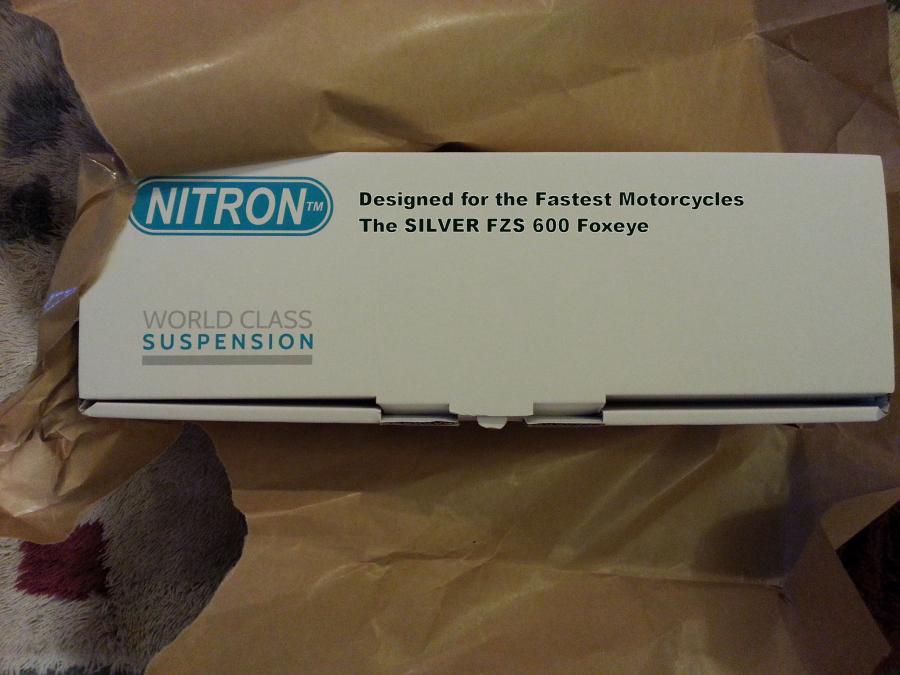 NITRON™
Designed for the Fastest Motorcycles
The SILVER FZS 600 Foxeye
WORLD CLASS
SUSPENSION